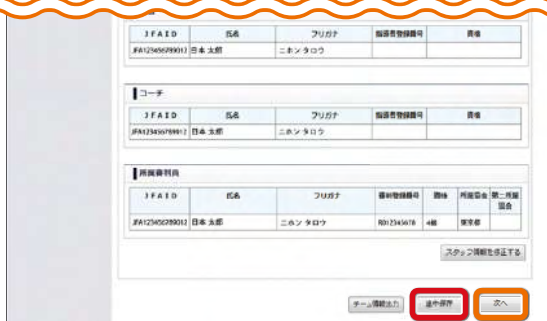 JFAID 氏名 フリガナ 指導者登録番号 資格
JFA123456789012 日本 太郎 ニホン タロウ
コーチ
JFAID 氏名 フリガナ 指導者登録番号 資格
JFA123456789012 日本 太郎 ニホン タロウ
所属審判員
JFAID 氏名 フリガナ 審判登録番号 資格 所属協会 第二所属協会
JFA123456789012 日本 太郎 ニホン タロウ R012345678 4級 東京都
スタッフ情報を修正する
チーム情報出力 途中保存 次へ